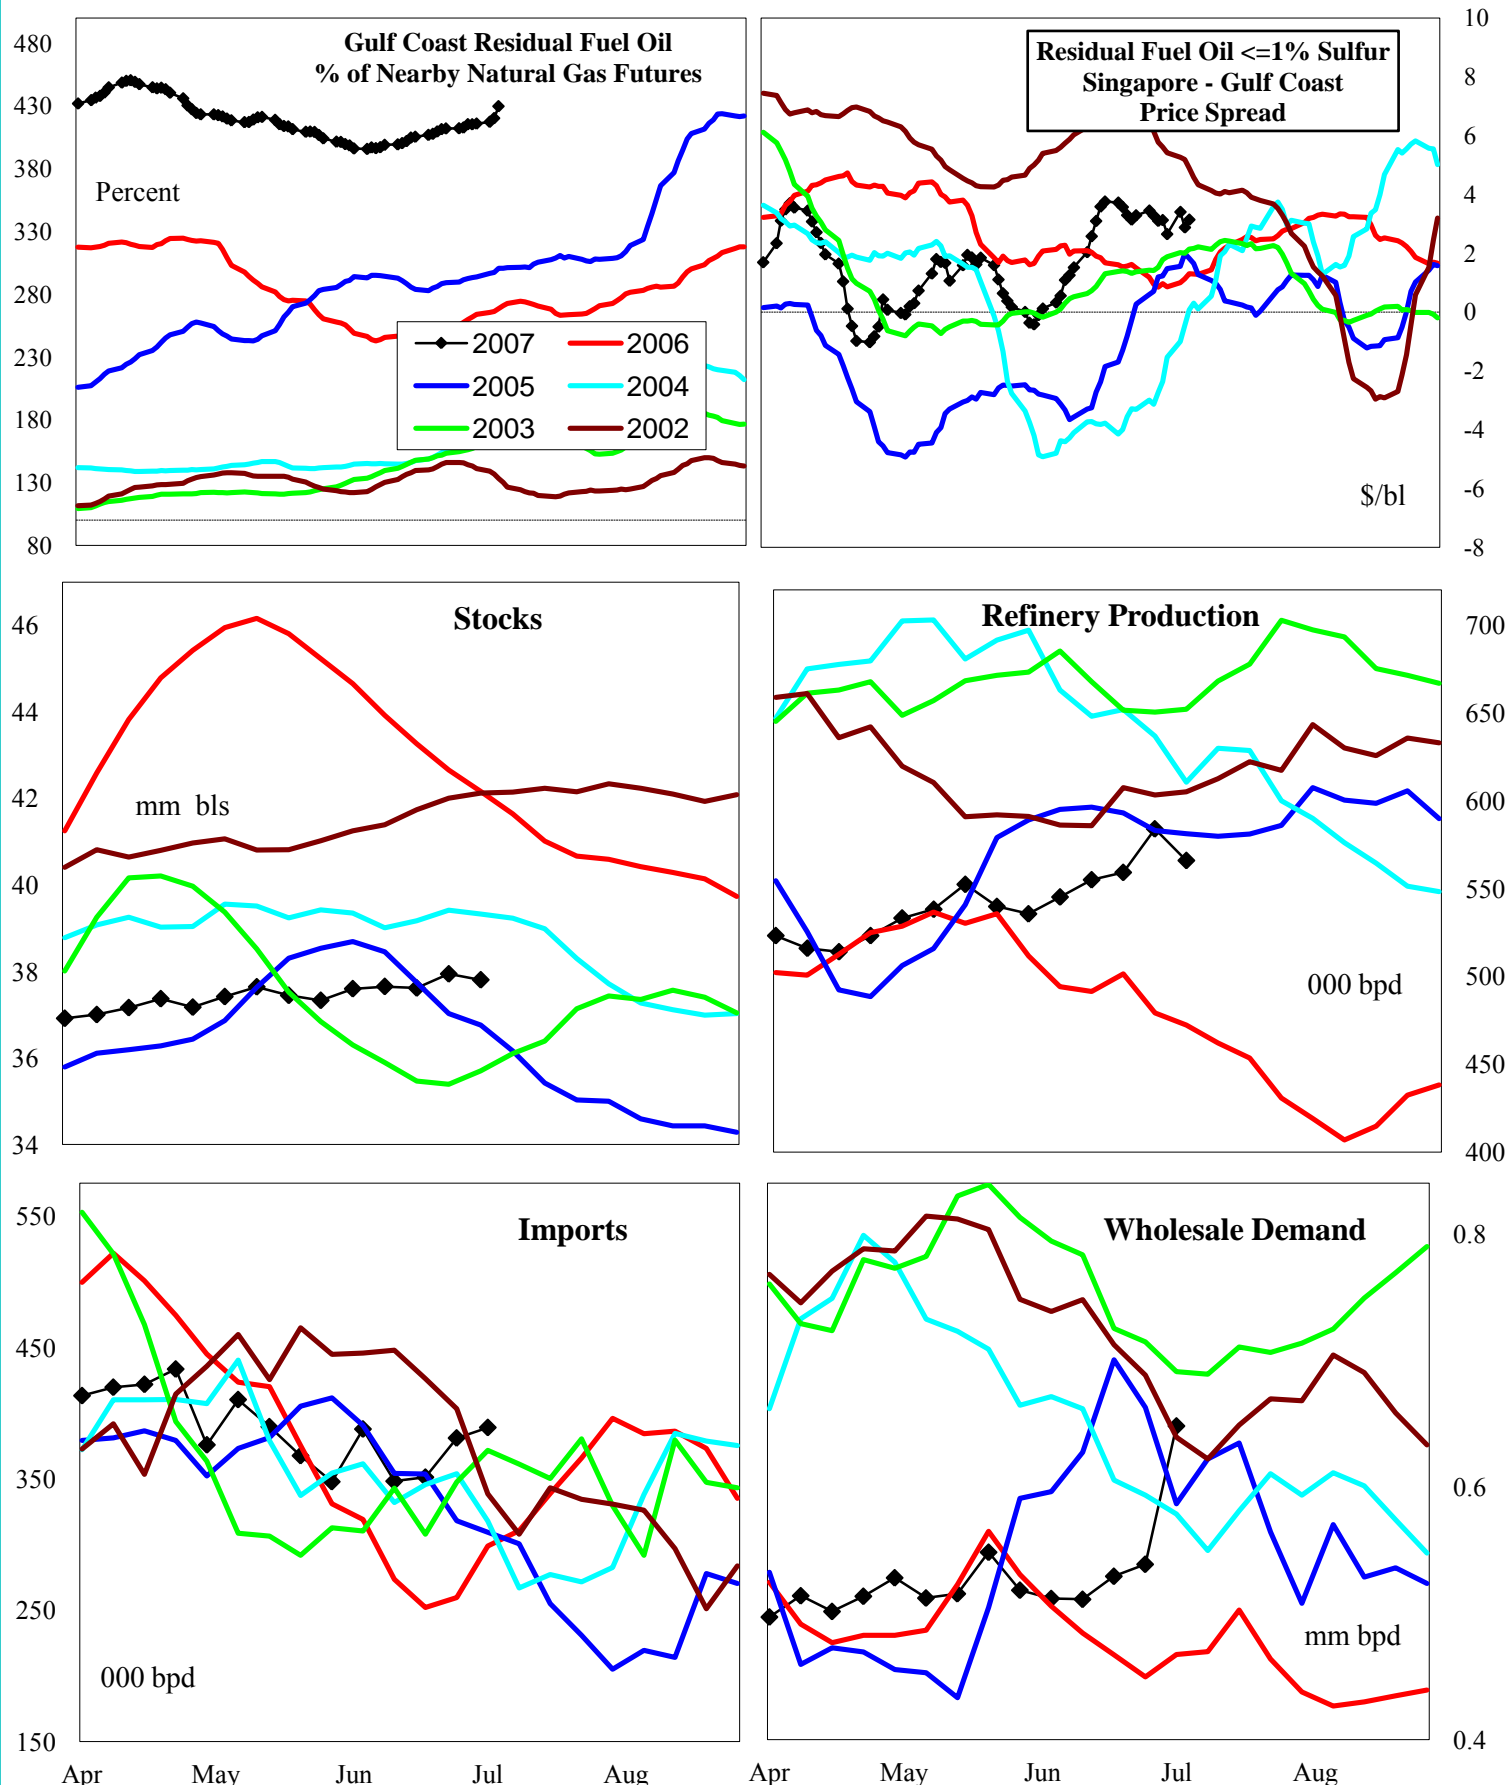 Gulf Coast Residual Fuel Oil
% of Nearby Natural Gas Futures
480
430
380
330
280
230
180
130
80
Percent
2007 2006
2005 2004
2003 2002
Residual Fuel Oil <=1% Sulfur
Singapore - Gulf Coast
Price Spread
10
8
6
4
2
0
-2
-4
-6
-8
$/bl
Stocks
46
44
42
40
38
36
34
mm bls
Refinery Production
700
650
600
550
500
450
400
000 bpd
Imports
550
450
350
250
150
000 bpd
Apr May Jun Jul Aug
Wholesale Demand
0.8
0.6
0.4
mm bpd
Apr May Jun Jul Aug